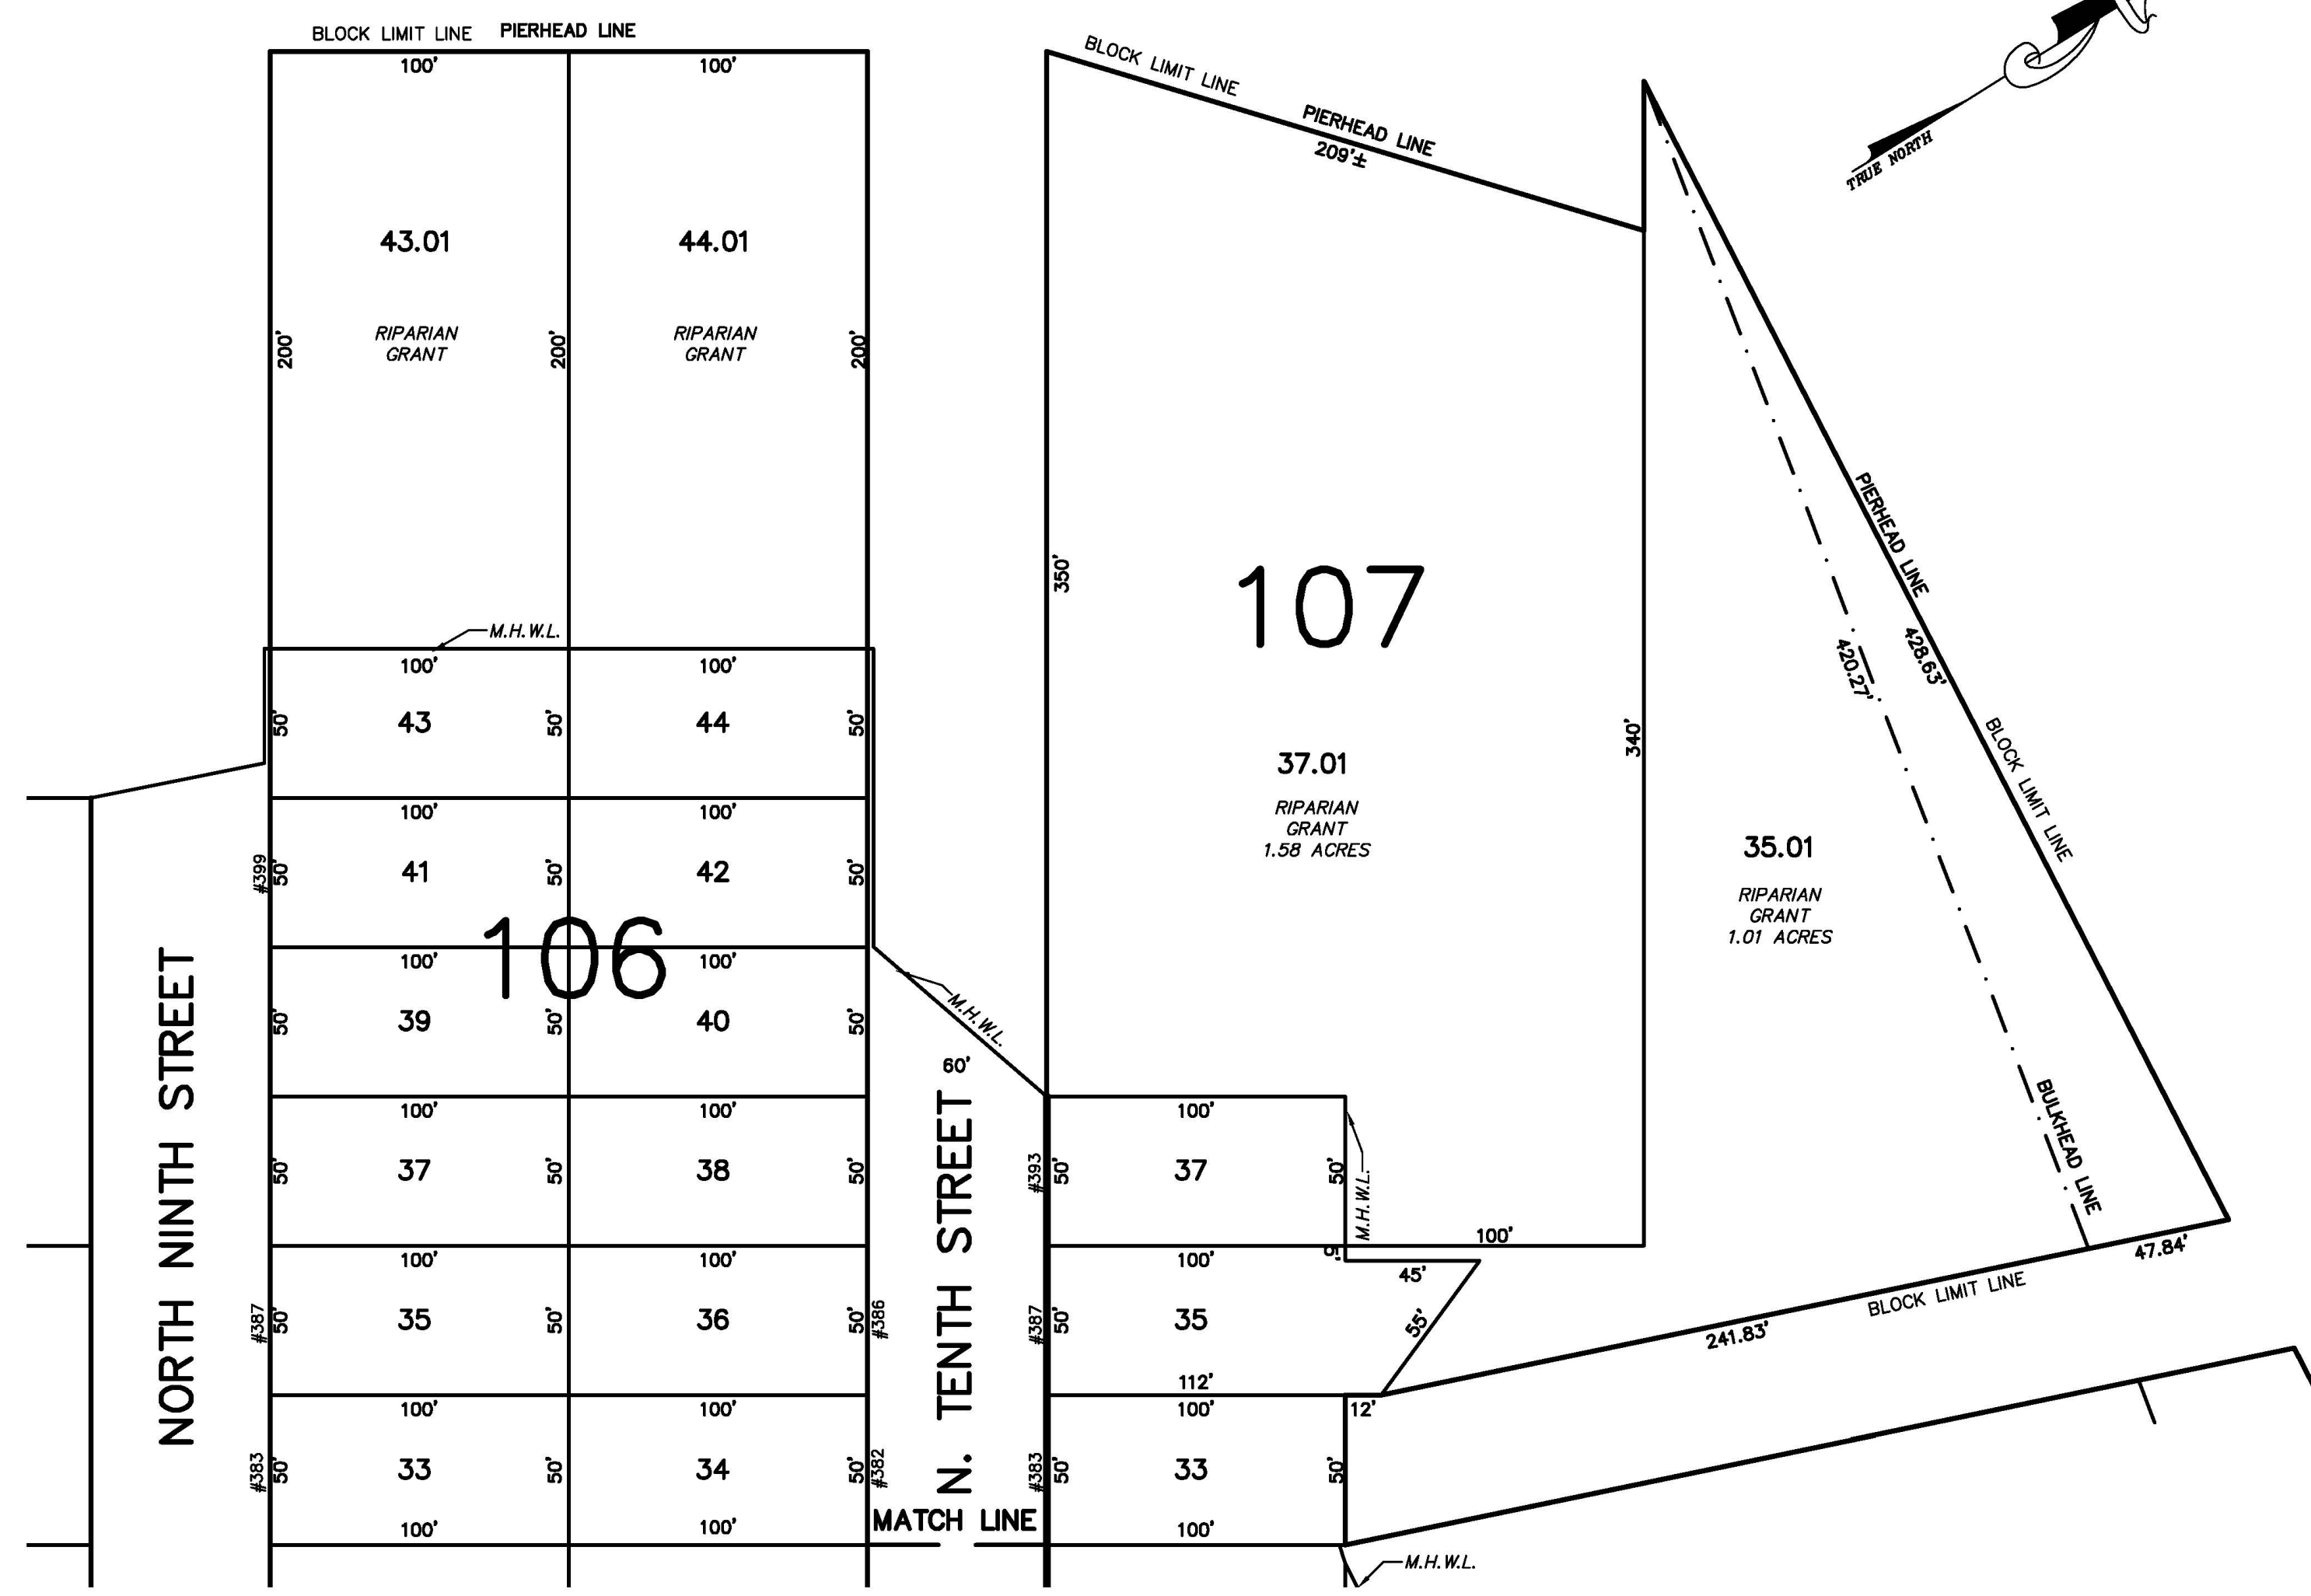 BLOCK LIMIT LINE PIERHEAD LINE
100' 100'
BLOCK LIMIT LINE
PIERHEAD LINE
209'±
TRUE NORTH
43.01 44.01
RIPARIAN
GRANT
RIPARIAN
GRANT
200' 200' 200'
M.H.W.L.
100' 100'
50' 43 50' 44 50'
100' 100'
#399 50' 41 50' 42 50'
106
100' 100'
50' 39 50' 40 50'
100' 100'
50' 37 50' 38 50'
100' 100'
#387 50' 35 50' 36 50' #386
100' 100'
#383 50' 33 50' 34 50' #382
100' 100'
NORTH NINTH STREET
M.H.W.L.
60'
N. TENTH STREET
MATCH LINE
350'
107
340'
37.01
RIPARIAN
GRANT
1.58 ACRES
35.01
RIPARIAN
GRANT
1.01 ACRES
PIERHEAD LINE
428.63'
420.27'
BLOCK LIMIT LINE
BULKHEAD LINE
47.84'
BLOCK LIMIT LINE
241.83'
100'
#393 50' 37 50' M.H.W.L.
100'
100' 5' 45'
#387 50' 35 55'
112'
100' 12'
#383 50' 33 50'
100'
M.H.W.L.